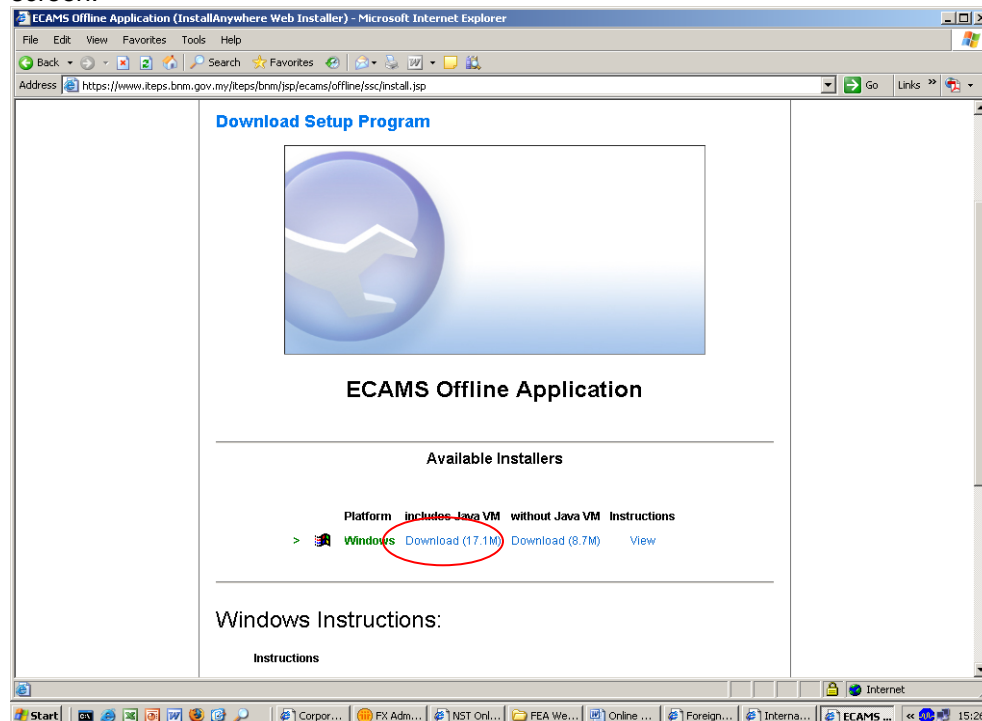 screen.
ECAMS Offline Application (InstallAnywhere Web Installer) - Microsoft Internet Explorer
File Edit View Favorites Tools Help
Back Search Favorites
Address https://www.iteps.bnm.gov.my/iteps/bnm/jsp/ecams/offline/ssc/install.jsp Go Links »
Download Setup Program
ECAMS Offline Application
Available Installers
Platform includes Java VM without Java VM Instructions
> Windows Download (17.1M) Download (8.7M) View
Windows Instructions:
Instructions
Internet
Start Corpor... FX Adm... NST Onl... FEA We... Online ... Foreign... Interna... ECAMS ... « 15:26